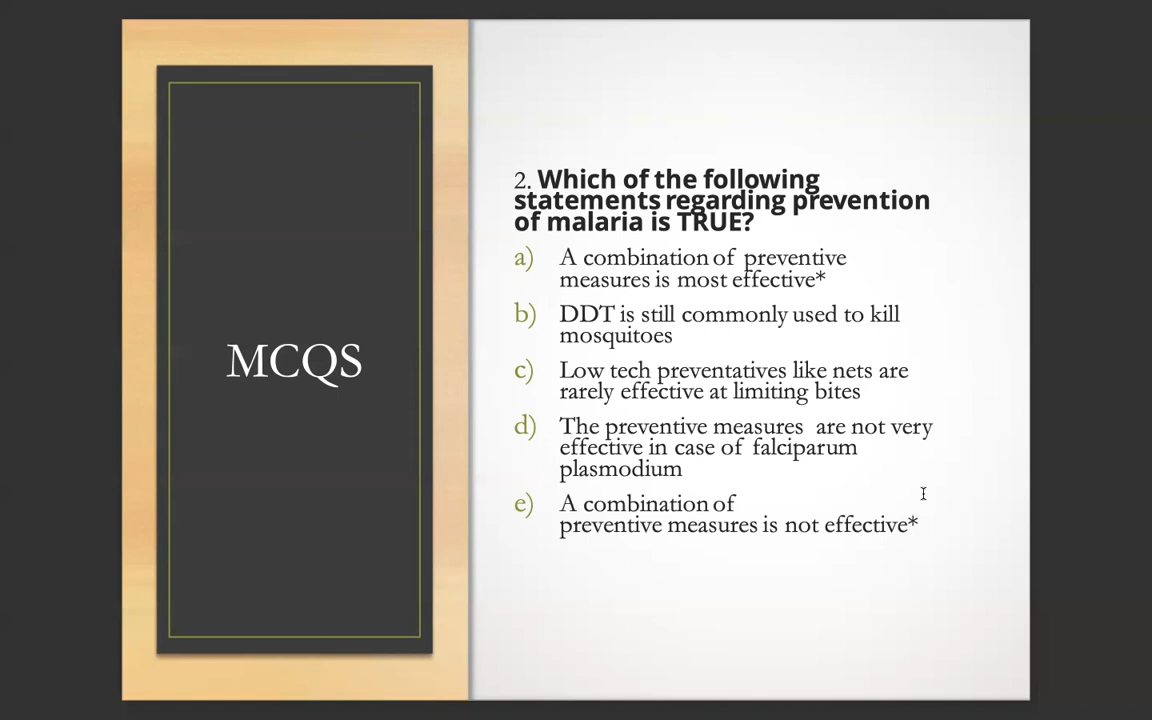 MCQS
2. Which of the following
statements regarding prevention
of malaria is TRUE?
a) A combination of preventive
measures is most effective*
b) DDT is still commonly used to kill
mosquitoes
c) Low tech preventatives like nets are
rarely effective at limiting bites
d) The preventive measures are not very
effective in case of falciparum
plasmodium
e) A combination of
preventive measures is not effective*